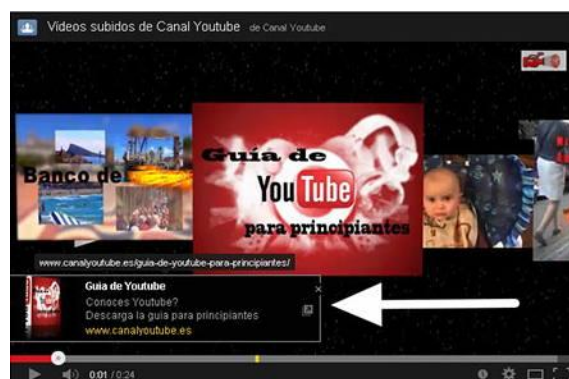 Vídeos subidos de Canal Youtube de Canal Youtube
Banco de
Guía de
YouTube
para principiantes
www.canalyoutube.es/guia-de-youtube-para-principiantes/
Guia de Youtube
Conoces Youtube?
Descarga la guia para principiantes
www.canalyoutube.es
0:01 / 0:24